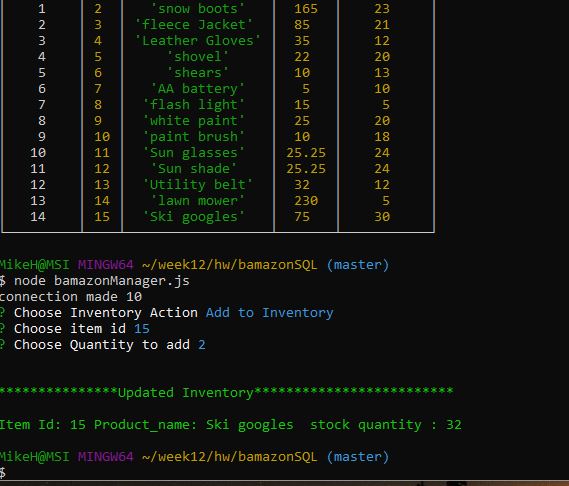 1 2 'snow boots' 165 23
2 3 'fleece Jacket' 85 21
3 4 'Leather Gloves' 35 12
4 5 'shovel' 22 20
5 6 'shears' 10 13
6 7 'AA battery' 5 10
7 8 'flash light' 15 5
8 9 'white paint' 25 20
9 10 'paint brush' 10 18
10 11 'Sun glasses' 25.25 24
11 12 'Sun shade' 25.25 24
12 13 'Utility belt' 32 12
13 14 'lawn mower' 230 5
14 15 'Ski googles' 75 30
MikeH@MSI MINGW64 ~/week12/hw/bamazonSQL (master)
$ node bamazonManager.js
connection made 10
? Choose Inventory Action Add to Inventory
? Choose item id 15
? Choose Quantity to add 2
***************Updated Inventory*************************
Item Id: 15 Product_name: Ski googles  stock quantity : 32
MikeH@MSI MINGW64 ~/week12/hw/bamazonSQL (master)
$